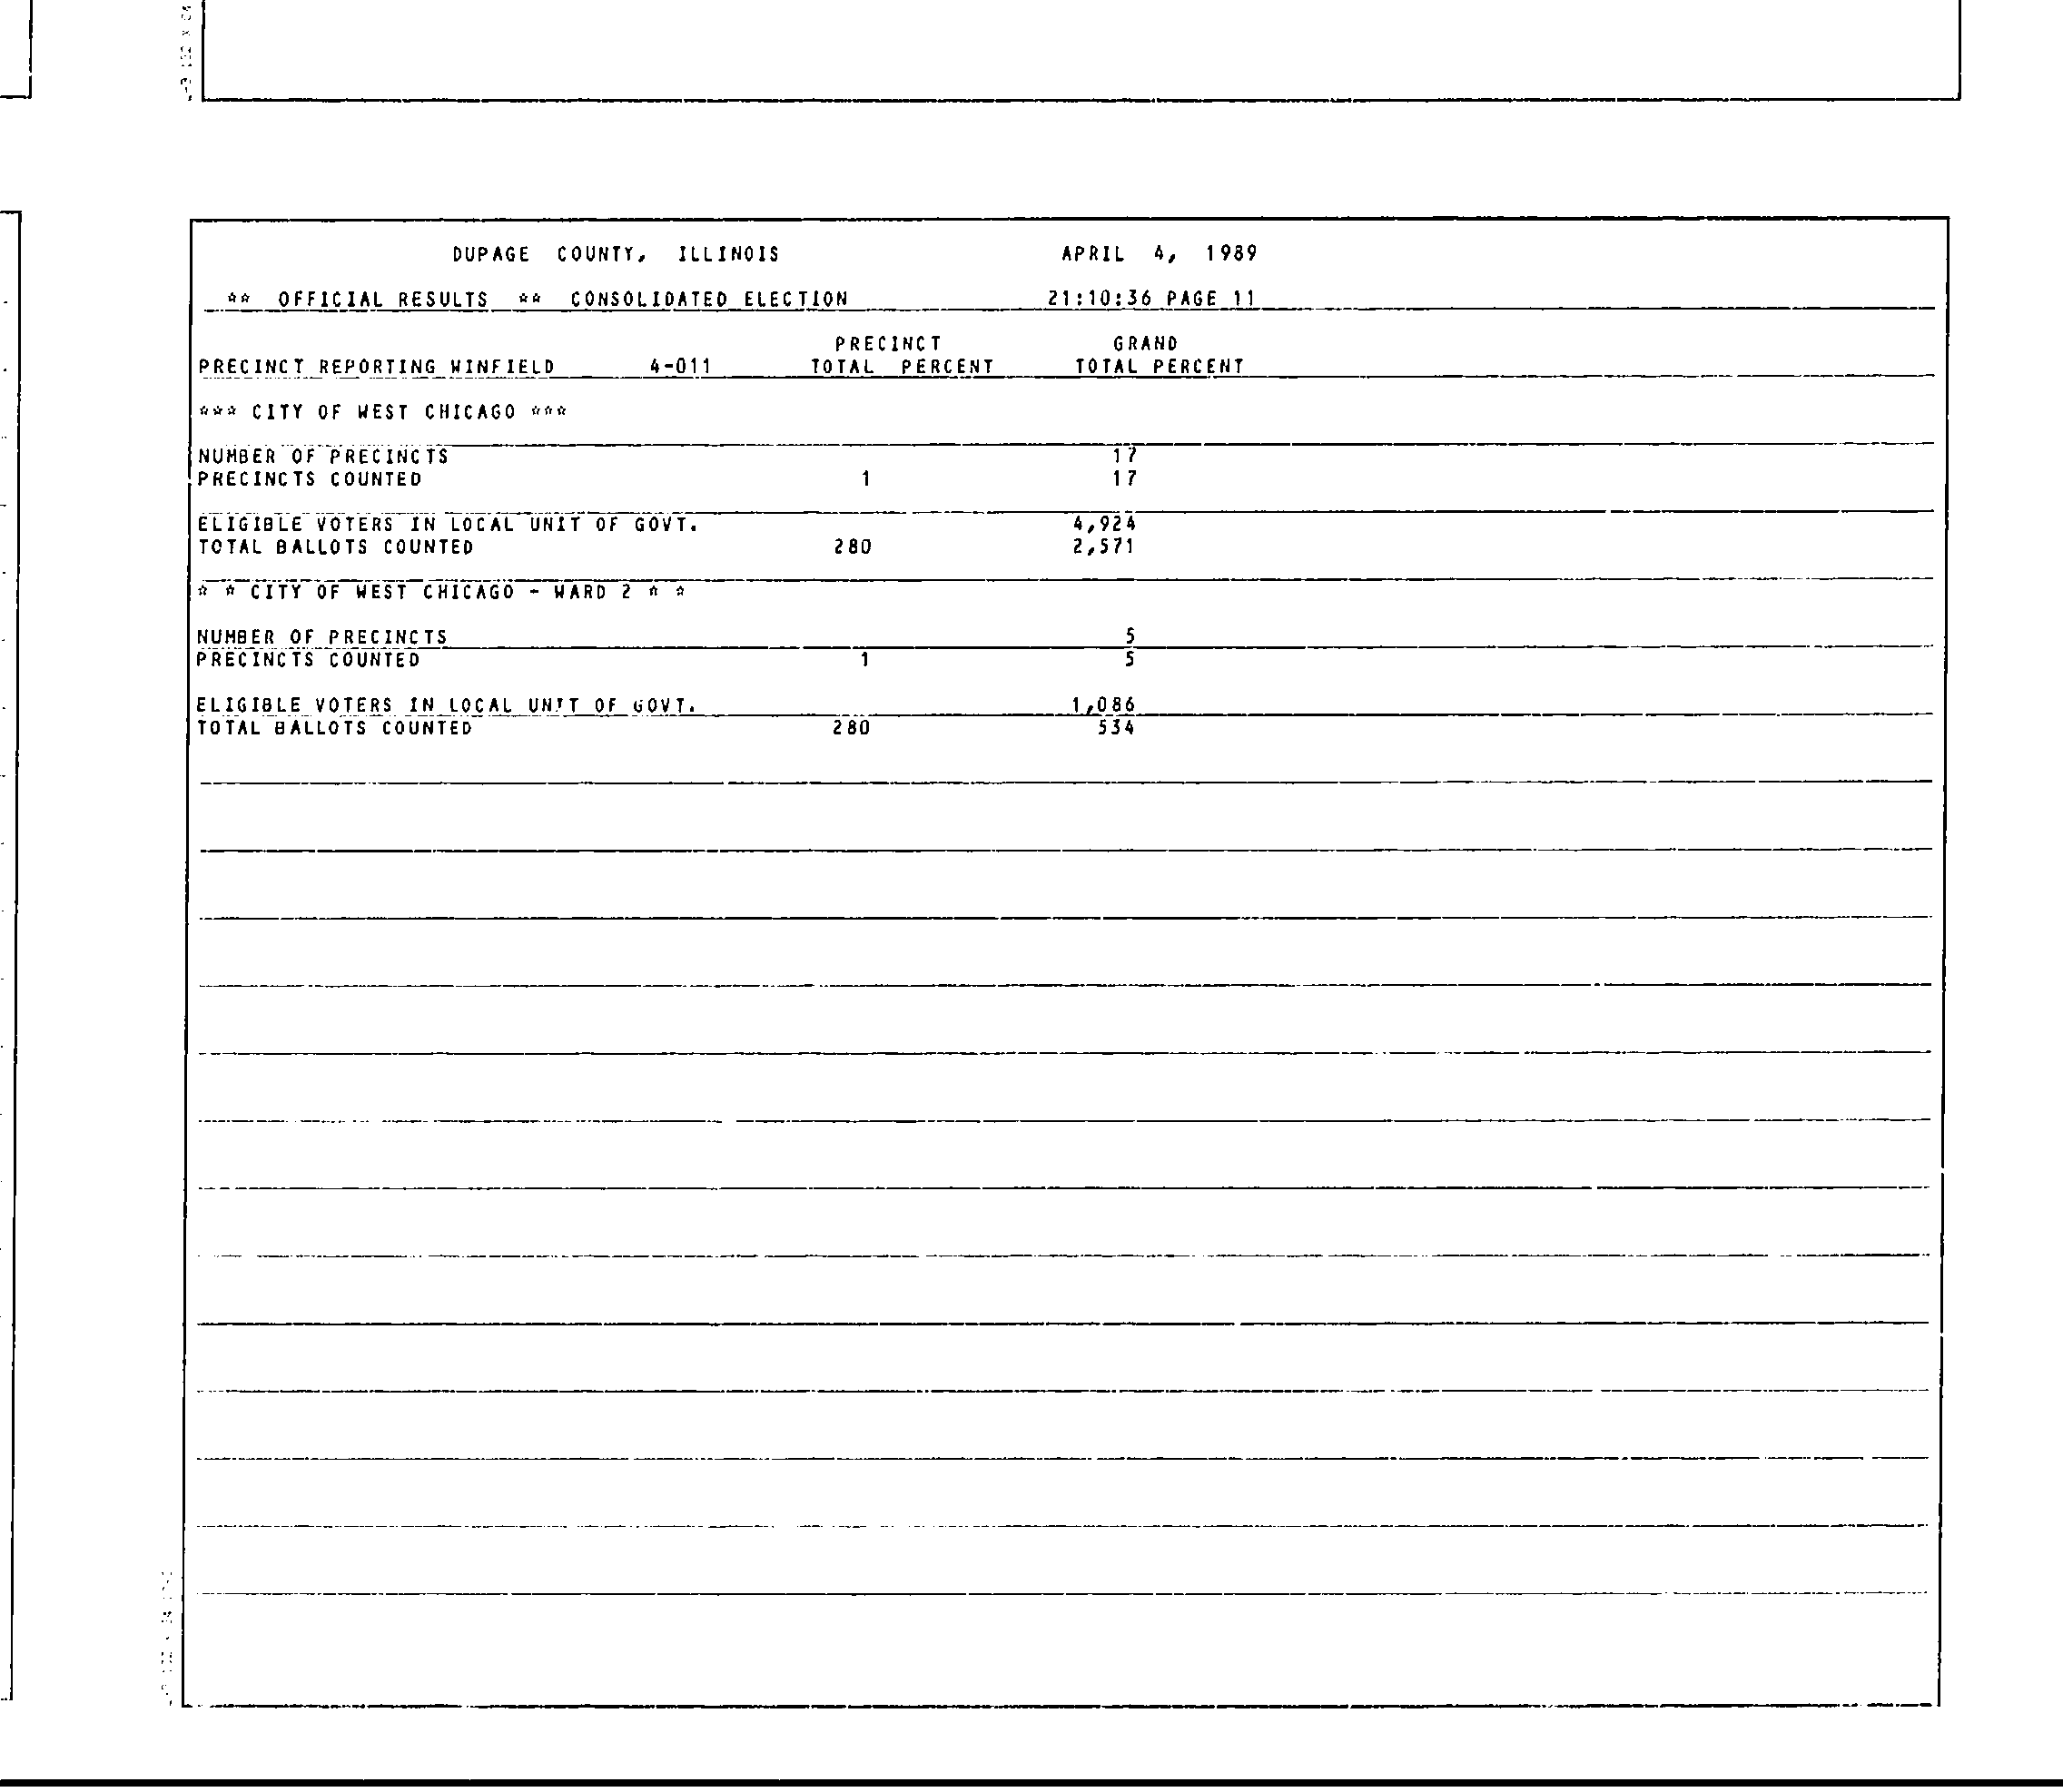 DUPAGE COUNTY, ILLINOIS APRIL 4, 1989
** OFFICIAL RESULTS ** CONSOLIDATED ELECTION 21:10:36 PAGE 11
PRECINCT GRAND
PRECINCT REPORTING WINFIELD 4-011 TOTAL PERCENT TOTAL PERCENT
*** CITY OF WEST CHICAGO ***
NUMBER OF PRECINCTS 17
PRECINCTS COUNTED 1 17
ELIGIBLE VOTERS IN LOCAL UNIT OF GOVT. 4,924
TOTAL BALLOTS COUNTED 280 2,571
* * CITY OF WEST CHICAGO - WARD 2 * *
NUMBER OF PRECINCTS 5
PRECINCTS COUNTED 1 5
ELIGIBLE VOTERS IN LOCAL UNIT OF GOVT. 1,086
TOTAL BALLOTS COUNTED 280 534